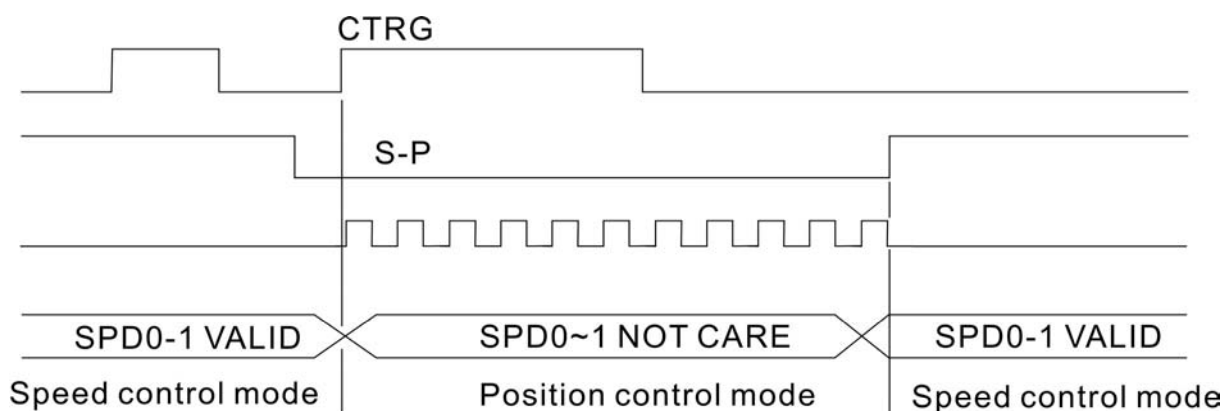 CTRG
S-P
SPD0-1 VALID
SPD0~1 NOT CARE
SPD0-1 VALID
Speed control mode
Position control mode
Speed control mode